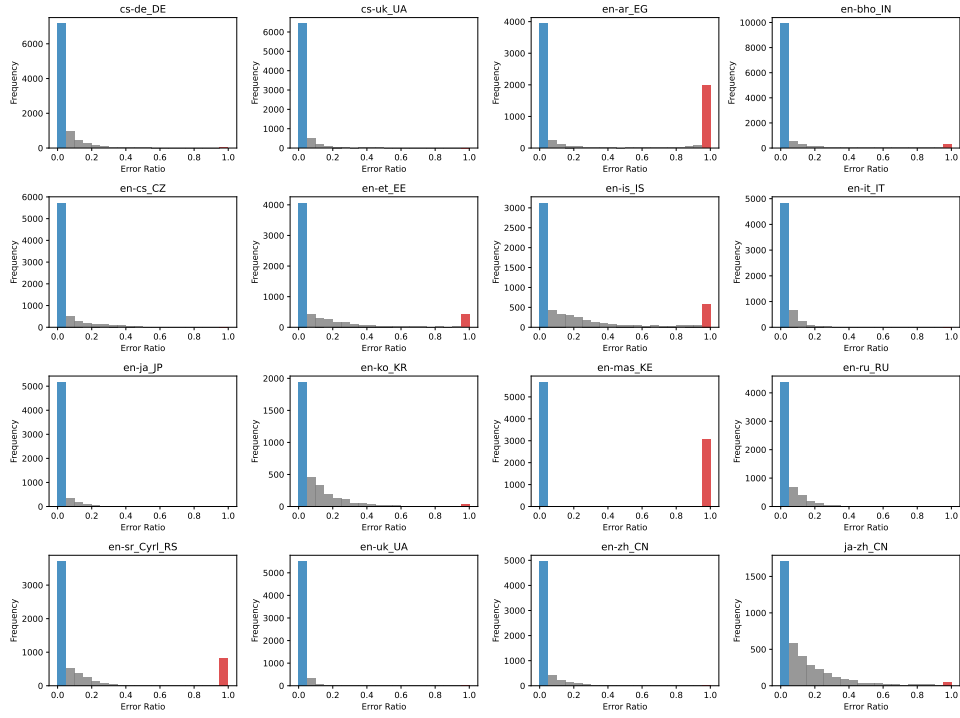 cs-de_DE
Frequency
6000
4000
2000
0
0.0 0.2 0.4 0.6 0.8 1.0
Error Ratio
cs-uk_UA
Frequency
6000
5000
4000
3000
2000
1000
0
0.0 0.2 0.4 0.6 0.8 1.0
Error Ratio
en-ar_EG
Frequency
4000
3000
2000
1000
0
0.0 0.2 0.4 0.6 0.8 1.0
Error Ratio
en-bho_IN
Frequency
10000
8000
6000
4000
2000
0
0.0 0.2 0.4 0.6 0.8 1.0
Error Ratio
en-cs_CZ
Frequency
6000
5000
4000
3000
2000
1000
0
0.0 0.2 0.4 0.6 0.8 1.0
Error Ratio
en-et_EE
Frequency
4000
3000
2000
1000
0
0.0 0.2 0.4 0.6 0.8 1.0
Error Ratio
en-is_IS
Frequency
3000
2500
2000
1500
1000
500
0
0.0 0.2 0.4 0.6 0.8 1.0
Error Ratio
en-it_IT
Frequency
5000
4000
3000
2000
1000
0
0.0 0.2 0.4 0.6 0.8 1.0
Error Ratio
en-ja_JP
Frequency
5000
4000
3000
2000
1000
0
0.0 0.2 0.4 0.6 0.8 1.0
Error Ratio
en-ko_KR
Frequency
2000
1500
1000
500
0
0.0 0.2 0.4 0.6 0.8 1.0
Error Ratio
en-mas_KE
Frequency
5000
4000
3000
2000
1000
0
0.0 0.2 0.4 0.6 0.8 1.0
Error Ratio
en-ru_RU
Frequency
4000
3000
2000
1000
0
0.0 0.2 0.4 0.6 0.8 1.0
Error Ratio
en-sr_Cyrl_RS
Frequency
3000
2000
1000
0
0.0 0.2 0.4 0.6 0.8 1.0
Error Ratio
en-uk_UA
Frequency
5000
4000
3000
2000
1000
0
0.0 0.2 0.4 0.6 0.8 1.0
Error Ratio
en-zh_CN
Frequency
5000
4000
3000
2000
1000
0
0.0 0.2 0.4 0.6 0.8 1.0
Error Ratio
ja-zh_CN
Frequency
1500
1000
500
0
0.0 0.2 0.4 0.6 0.8 1.0
Error Ratio